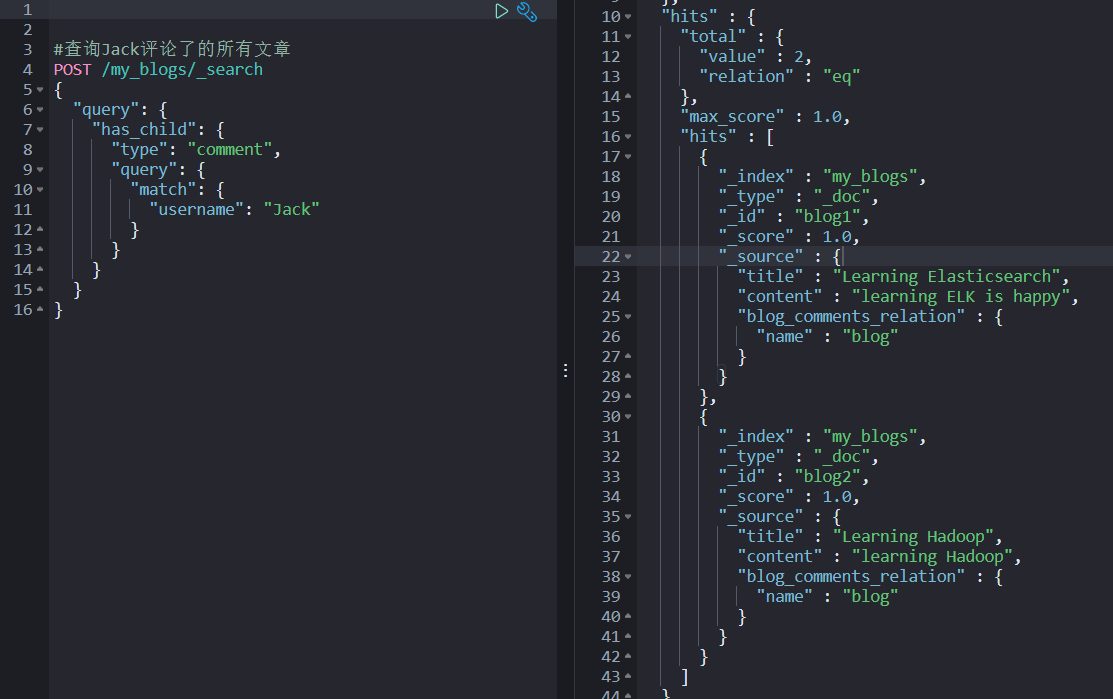 1
2
3 #查询Jack评论了的所有文章
4 POST /my_blogs/_search
5 {
6   "query": {
7     "has_child": {
8       "type": "comment",
9       "query": {
10         "match": {
11           "username": "Jack"
12         }
13       }
14     }
15   }
16 }
10   "hits" : {
11     "total" : {
12       "value" : 2,
13       "relation" : "eq"
14     },
15     "max_score" : 1.0,
16     "hits" : [
17       {
18         "_index" : "my_blogs",
19         "_type" : "_doc",
20         "_id" : "blog1",
21         "_score" : 1.0,
22         "_source" : {
23           "title" : "Learning Elasticsearch",
24           "content" : "learning ELK is happy",
25           "blog_comments_relation" : {
26             "name" : "blog"
27           }
28         }
29       },
30       {
31         "_index" : "my_blogs",
32         "_type" : "_doc",
33         "_id" : "blog2",
34         "_score" : 1.0,
35         "_source" : {
36           "title" : "Learning Hadoop",
37           "content" : "learning Hadoop",
38           "blog_comments_relation" : {
39             "name" : "blog"
40           }
41         }
42       }
43     ]
44   }